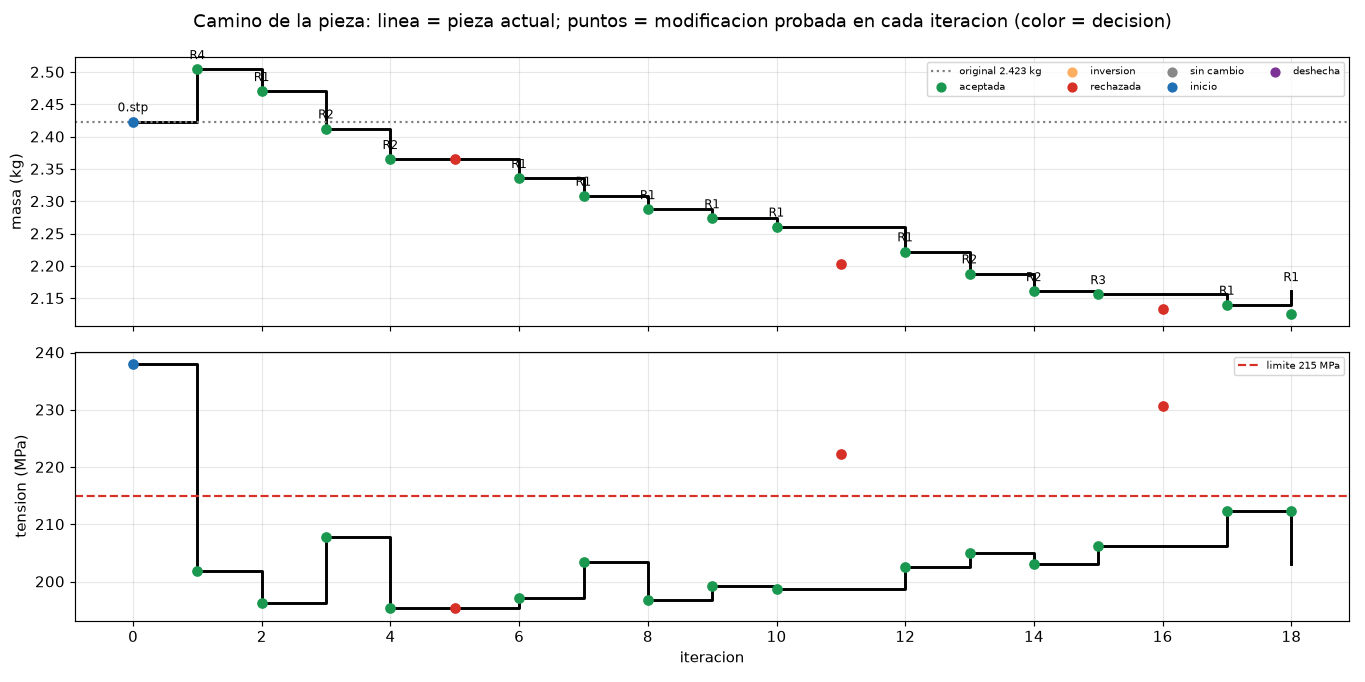 Camino de la pieza: linea = pieza actual; puntos = modificacion probada en cada iteracion (color = decision)
original 2.423 kg
aceptada
inversion
rechazada
sin cambio
inicio
deshecha
masa (kg)
2.50
2.45
2.40
2.35
2.30
2.25
2.20
2.15
0.stp
R4
R1
R2
R2
R1
R1
R1
R1
R1
R1
R2
R2
R3
R1
R1
limite 215 MPa
tension (MPa)
240
230
220
210
200
0 2 4 6 8 10 12 14 16 18
iteracion